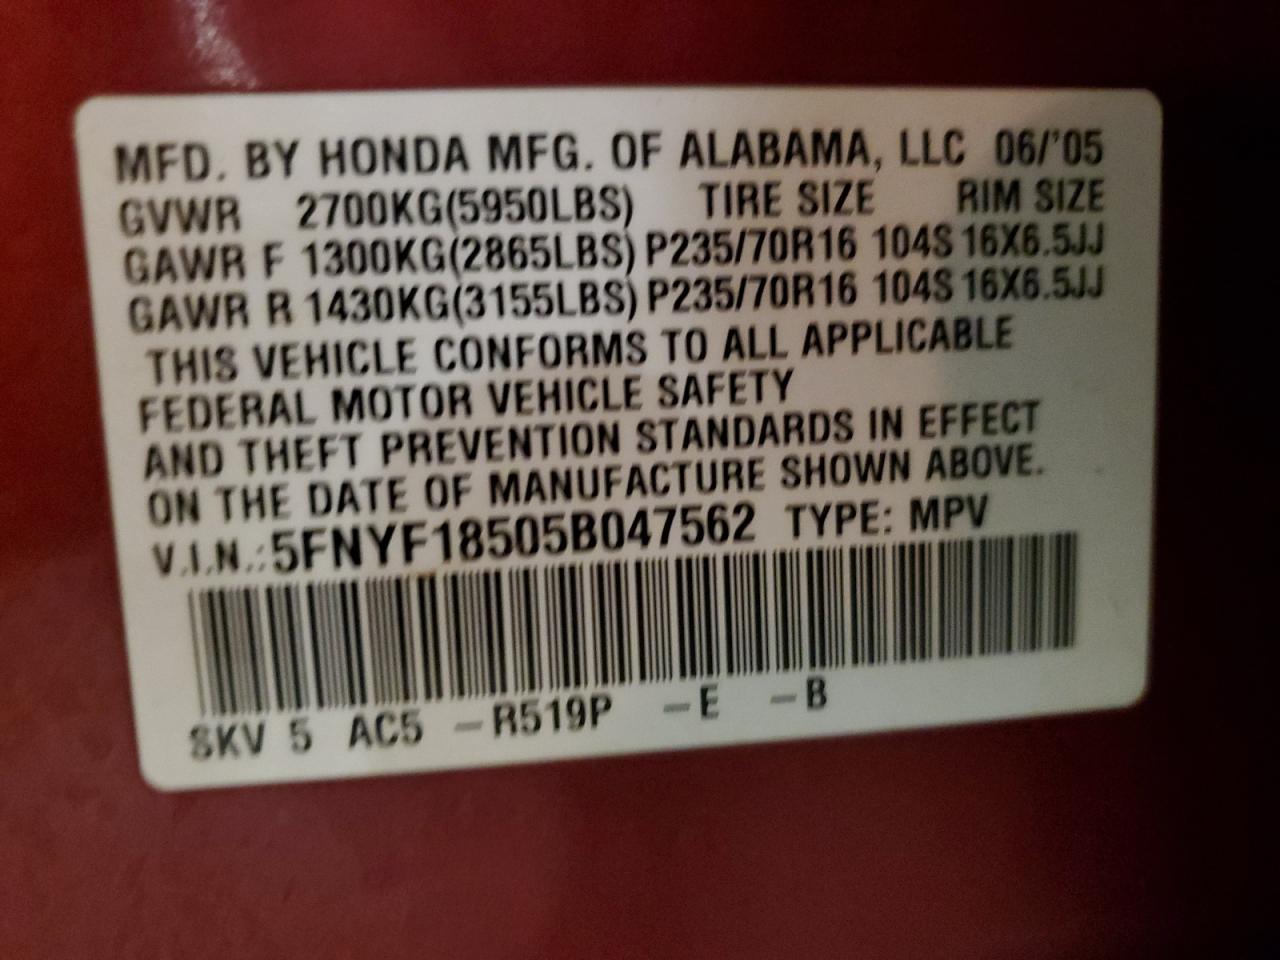 MFD. BY HONDA MFG. OF ALABAMA, LLC 06/'05
GVWR 2700KG(5950LBS) TIRE SIZE RIM SIZE
GAWR F 1300KG(2865LBS) P235/70R16 104S 16X6.5JJ
GAWR R 1430KG(3155LBS) P235/70R16 104S 16X6.5JJ
THIS VEHICLE CONFORMS TO ALL APPLICABLE
FEDERAL MOTOR VEHICLE SAFETY
AND THEFT PREVENTION STANDARDS IN EFFECT
ON THE DATE OF MANUFACTURE SHOWN ABOVE.
V.I.N.: 5FNYF18505B047562 TYPE: MPV
SKV 5 AC5 -R519P -E -B